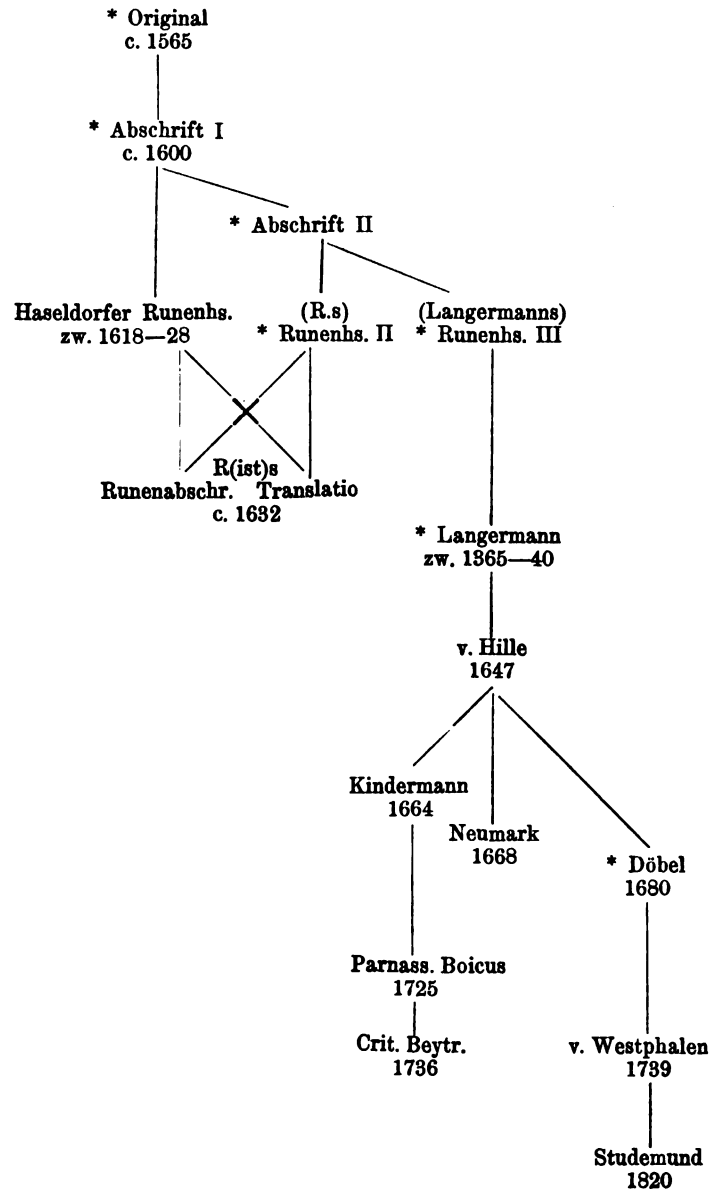 * Original
c. 1565
* Abschrift I
c. 1600
* Abschrift II
Haseldorfer Runenhs.
zw. 1618—28
(R.s)
* Runenhs. II
(Langermanns)
* Runenhs. III
R(ist)s
Runenabschr. Translatio
c. 1632
* Langermann
zw. 1365—40
v. Hille
1647
Kindermann
1664
Neumark
1668
* Döbel
1680
Parnass. Boicus
1725
Crit. Beytr.
1736
v. Westphalen
1739
Studemund
1820